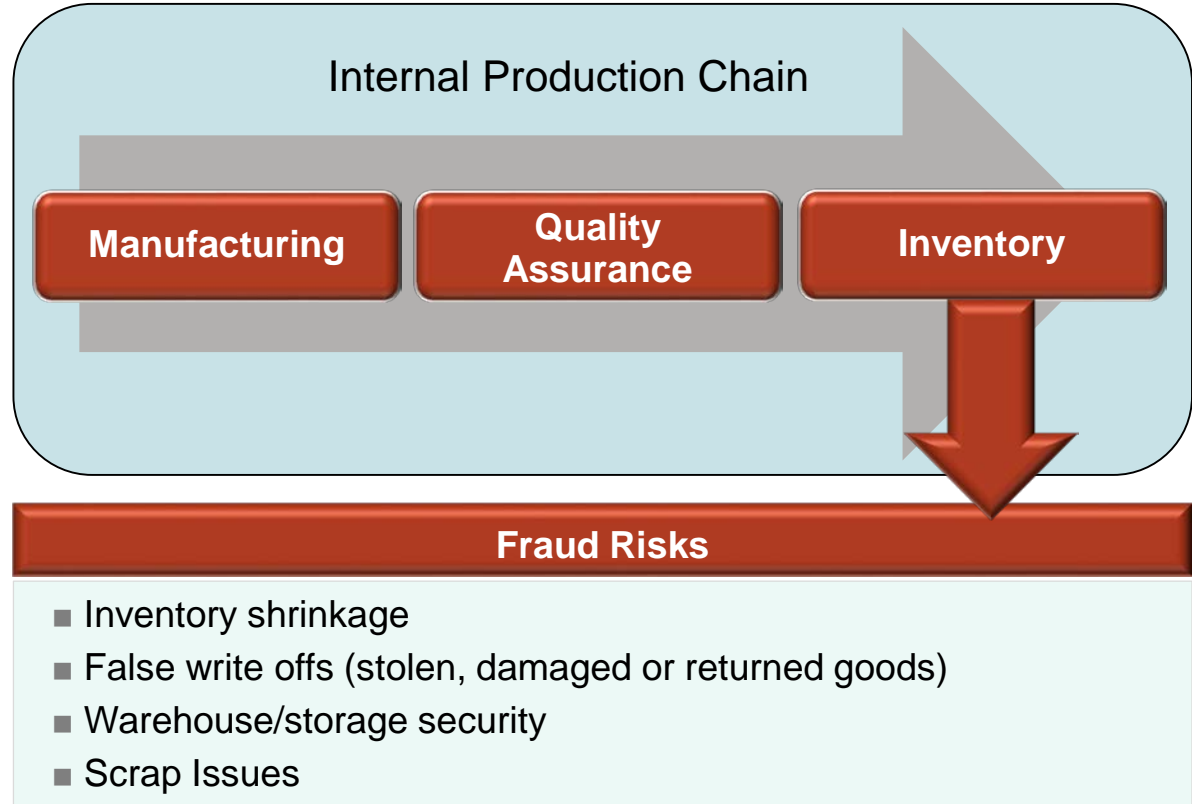 Internal Production Chain
Manufacturing
Quality
Assurance
Inventory
Fraud Risks
■ Inventory shrinkage
■ False write offs (stolen, damaged or returned goods)
■ Warehouse/storage security
■ Scrap Issues